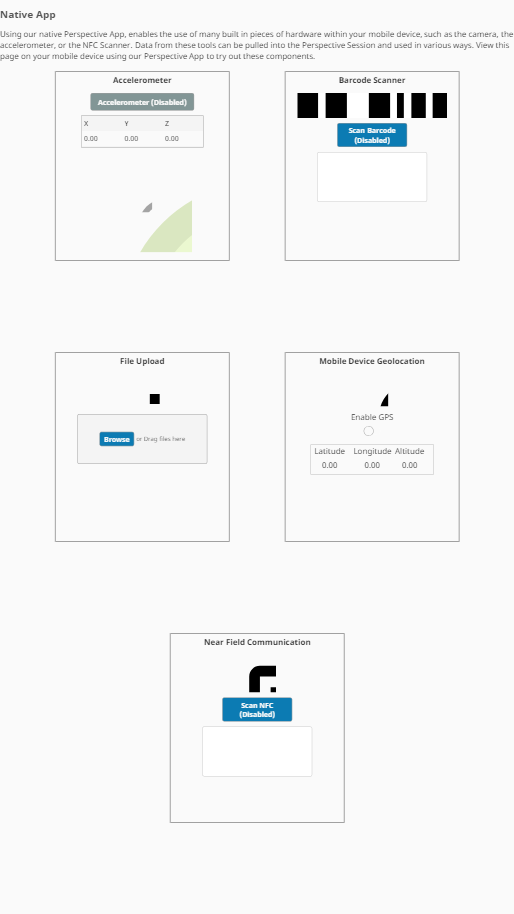 Native App
Using our native Perspective App, enables the use of many built in pieces of hardware within your mobile device, such as the camera, the
accelerometer, or the NFC Scanner. Data from these tools can be pulled into the Perspective Session and used in various ways. View this
page on your mobile device using our Perspective App to try out these components.
Accelerometer
Accelerometer (Disabled)
X Y Z
0.00 0.00 0.00
Barcode Scanner
Scan Barcode
(Disabled)
File Upload
Browse or Drag files here
Mobile Device Geolocation
Enable GPS
Latitude Longitude Altitude
0.00 0.00 0.00
Near Field Communication
Scan NFC
(Disabled)